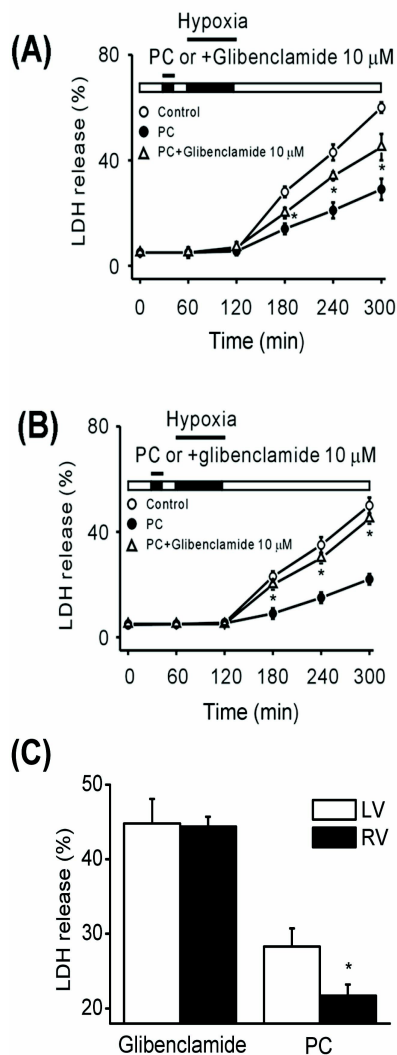 (A)
Hypoxia
PC or +Glibenclamide 10 μM
80
40
0
LDH release (%)
Control
PC
PC+Glibenclamide 10 μM
*
*
*
0 60 120 180 240 300
Time (min)
(B)
Hypoxia
PC or +glibenclamide 10 μM
80
40
0
LDH release (%)
Control
PC
PC+Glibenclamide 10 μM
*
*
*
0 60 120 180 240 300
Time (min)
(C)
50
40
30
20
LDH release (%)
LV
RV
*
Glibenclamide PC